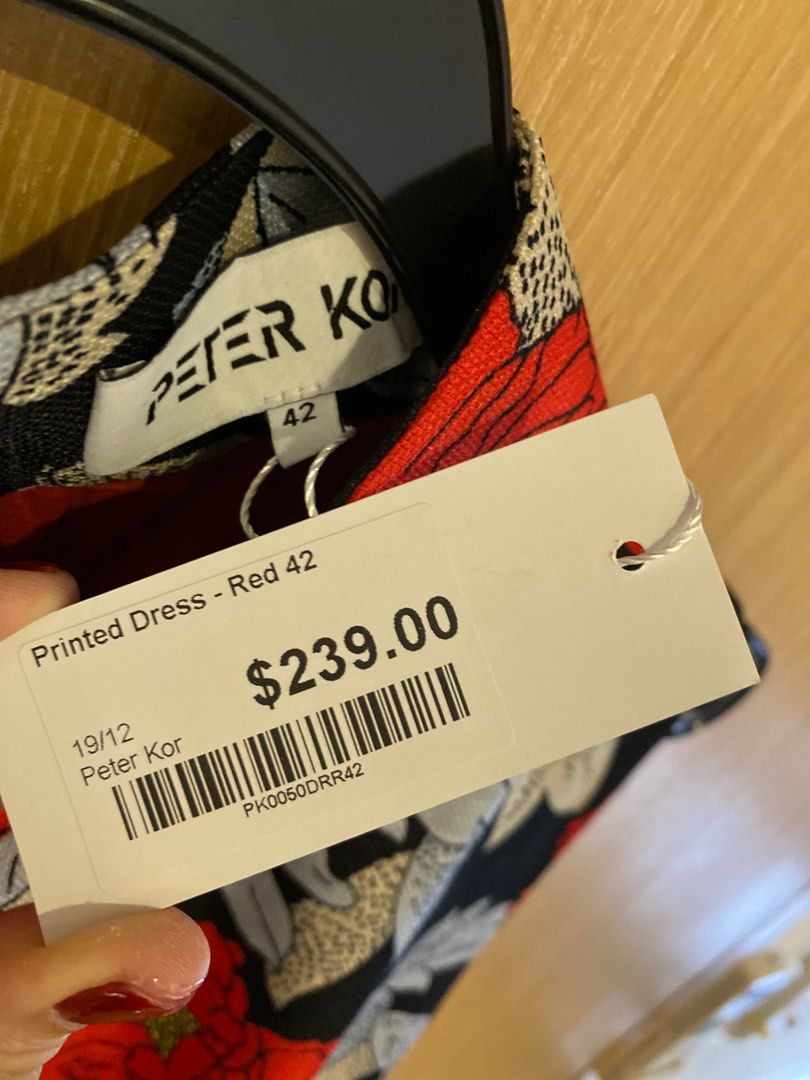 PETER KO
42
Printed Dress - Red 42
$239.00
19/12
Peter Kor
PK0050DRR42